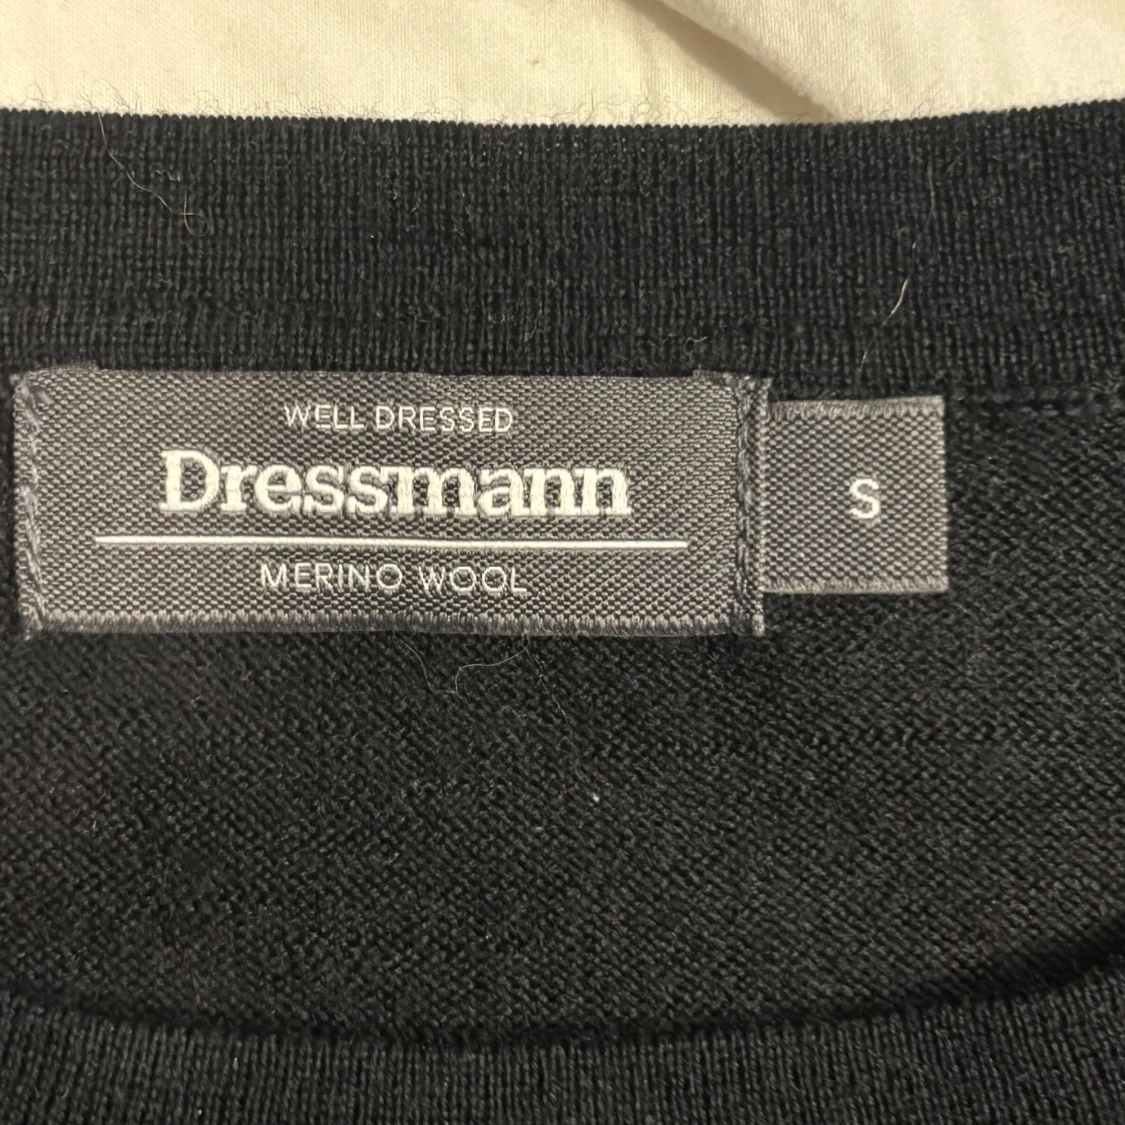 WELL DRESSED
Dressmann
MERINO WOOL
S